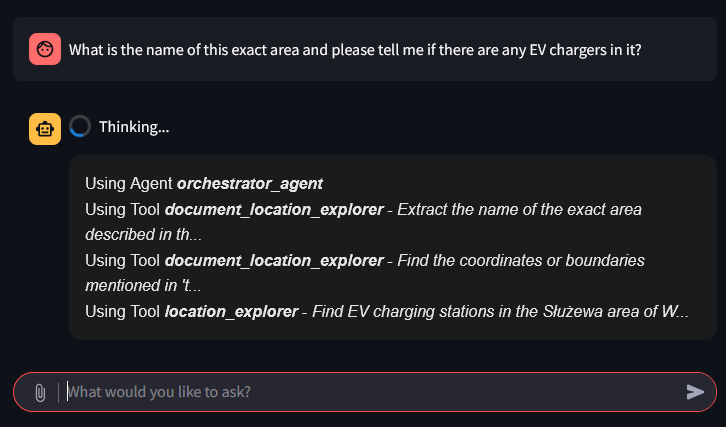 What is the name of this exact area and please tell me if there are any EV chargers in it?
Thinking...
Using Agent orchestrator_agent
Using Tool document_location_explorer - Extract the name of the exact area
described in th...
Using Tool document_location_explorer - Find the coordinates or boundaries
mentioned in 't...
Using Tool location_explorer - Find EV charging stations in the Służewa area of W...
What would you like to ask?